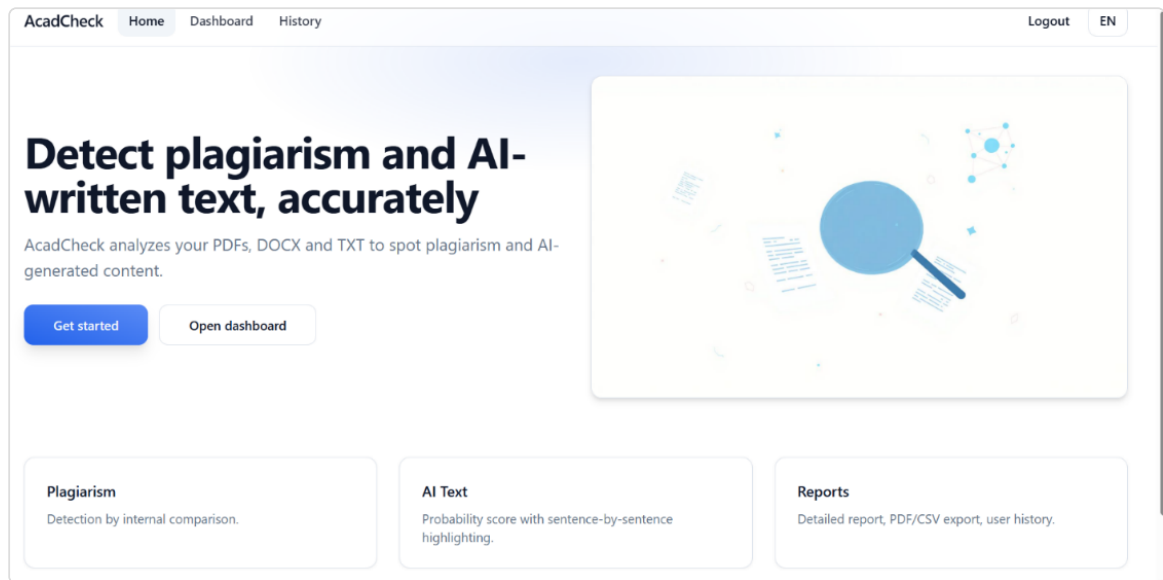 AcadCheck Home Dashboard History Logout EN
Detect plagiarism and AI-
written text, accurately
AcadCheck analyzes your PDFs, DOCX and TXT to spot plagiarism and AI-
generated content.
Get started Open dashboard
Plagiarism
Detection by internal comparison.
AI Text
Probability score with sentence-by-sentence
highlighting.
Reports
Detailed report, PDF/CSV export, user history.